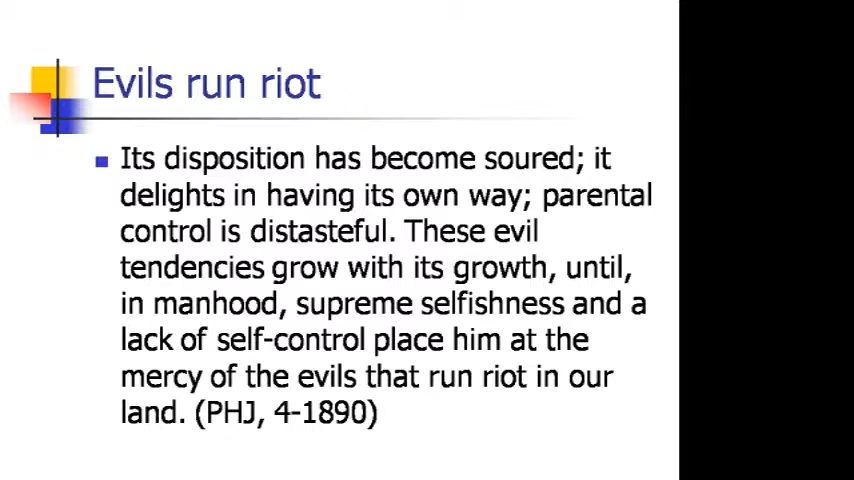 Evils run riot
Its disposition has become soured; it
delights in having its own way; parental
control is distasteful. These evil
tendencies grow with its growth, until,
in manhood, supreme selfishness and a
lack of self-control place him at the
mercy of the evils that run riot in our
land. (PHJ, 4-1890)